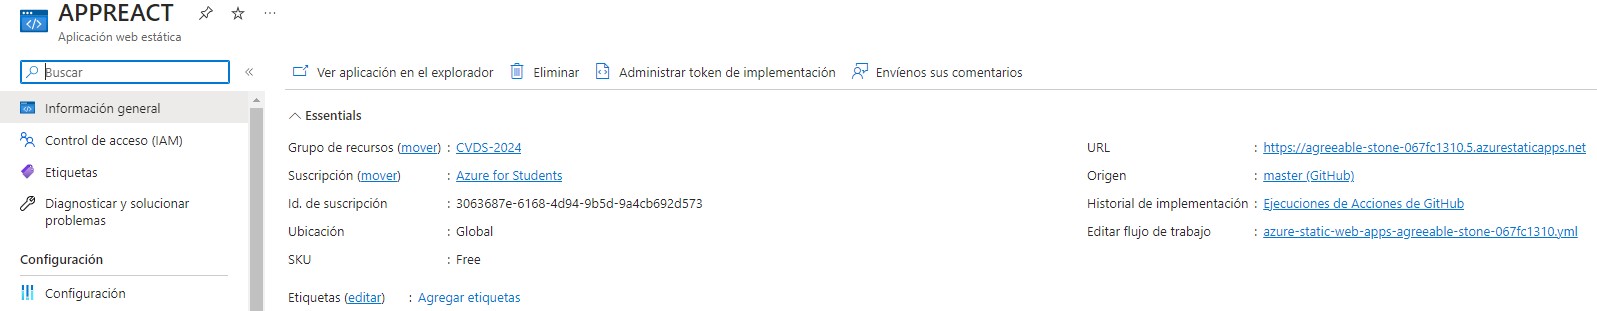 APPREACT
Aplicación web estática
Buscar
Información general
Control de acceso (IAM)
Etiquetas
Diagnosticar y solucionar
problemas
Configuración
Configuración
Ver aplicación en el explorador Eliminar Administrar token de implementación Envíenos sus comentarios
Essentials
Grupo de recursos (mover) : CVDS-2024
Suscripción (mover) : Azure for Students
Id. de suscripción : 3063687e-6168-4d94-9b5d-9a4cb692d573
Ubicación : Global
SKU : Free
Etiquetas (editar) : Agregar etiquetas
URL : https://agreeable-stone-067fc1310.5.azurestaticapps.net
Origen : master (GitHub)
Historial de implementación : Ejecuciones de Acciones de GitHub
Editar flujo de trabajo : azure-static-web-apps-agreeable-stone-067fc1310.yml